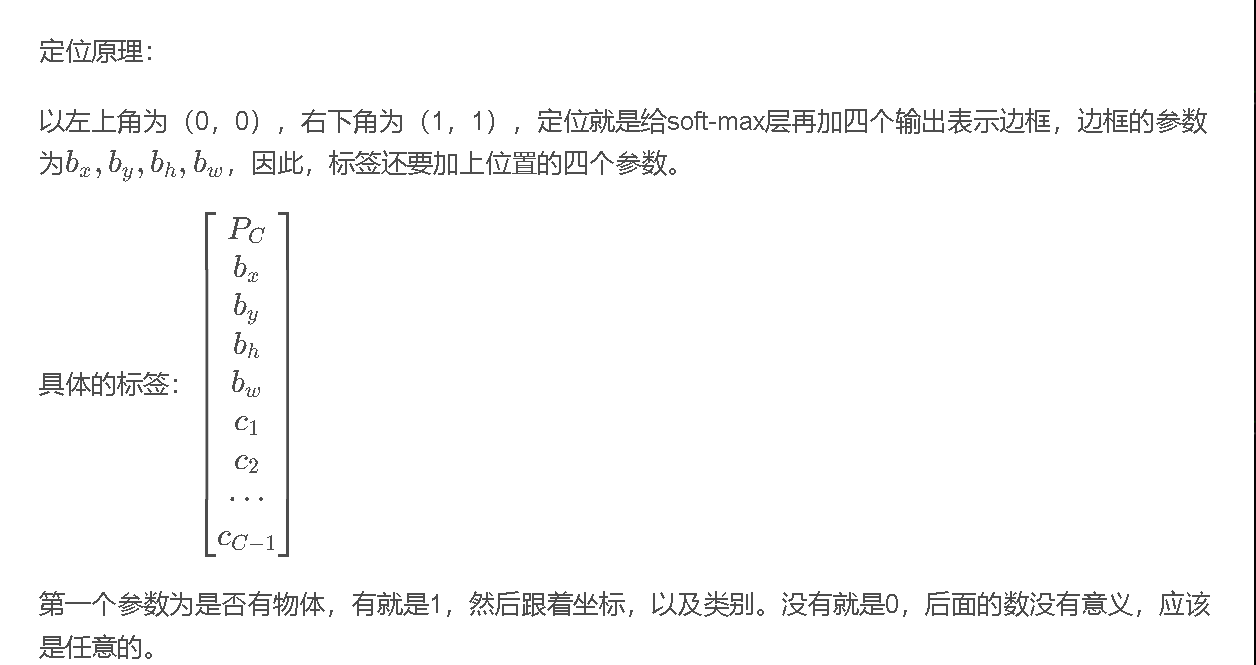 定位原理：
以左上角为（0，0），右下角为（1，1），定位就是给soft-max层再加四个输出表示边框，边框的参数
为$b_x, b_y, b_h, b_w$，因此，标签还要加上位置的四个参数。
具体的标签：
$P_C$
$b_x$
$b_y$
$b_h$
$b_w$
$c_1$
$c_2$
$\cdots$
$c_{C-1}$
第一个参数为是否有物体，有就是1，然后跟着坐标，以及类别。没有就是0，后面的数没有意义，应该
是任意的。